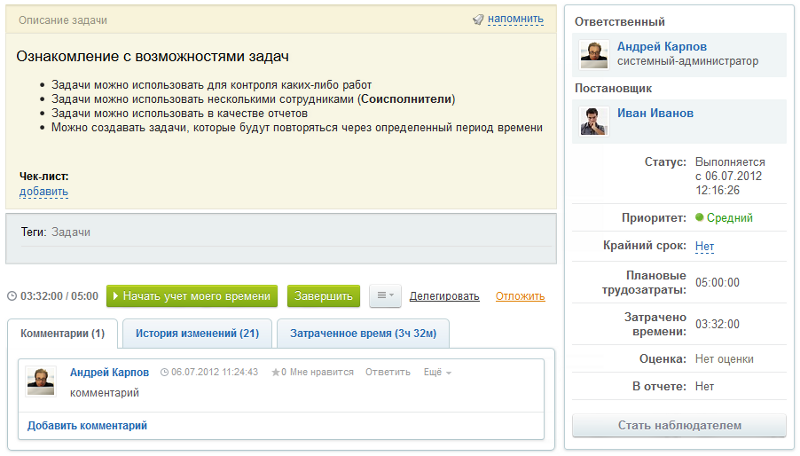 Описание задачи
напомнить
Ознакомление с возможностями задач
Задачи можно использовать для контроля каких-либо работ
Задачи можно использовать несколькими сотрудниками (Соисполнители)
Задачи можно использовать в качестве отчетов
Можно создавать задачи, которые будут повторяться через определенный период времени
Чек-лист:
добавить
Теги: Задачи
03:32:00 / 05:00 Начать учет моего времени Завершить Делегировать Отложить
Комментарии (1) История изменений (21) Затраченное время (3ч 32м)
Андрей Карпов 06.07.2012 11:24:43 0 Мне нравится Ответить Ещё
комментарий
Добавить комментарий
Ответственный
Андрей Карпов
системный-администратор
Постановщик
Иван Иванов
Статус: Выполняется
с 06.07.2012
12:16:26
Приоритет: Средний
Крайний срок: Нет
Плановые
трудозатраты: 05:00:00
Затрачено
времени: 03:32:00
Оценка: Нет оценки
В отчете: Нет
Стать наблюдателем